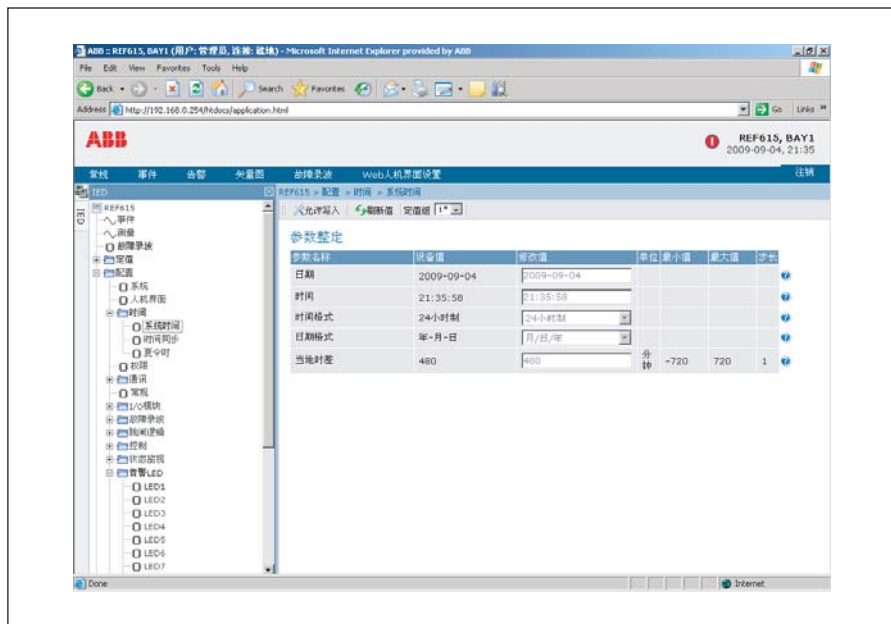 ABB :: REF615, BAY1 (用户: 管理员, 连接: 就地) - Microsoft Internet Explorer provided by ABB
File Edit View Favorites Tools Help
Back Search Favorites
Address http://192.168.0.254/htdocs/application.html Go Links »
ABB
REF615, BAY1
2009-09-04, 21:35
常规 事件 告警 矢量图 故障录波 Web人机界面设置 注销
IED
IED
REF615 > 配置 > 时间 > 系统时间
允许写入 刷新值 定值组 1*
REF615
事件
测量
故障录波
定值
配置
系统
人机界面
时间
系统时间
时间同步
夏令时
权限
通讯
常规
I/O模块
故障录波
跳闸逻辑
控制
状态监视
告警LED
LED1
LED2
LED3
LED4
LED5
LED6
LED7
参数整定
参数名称 设备值 修改值 单位 最小值 最大值 步长
日期 2009-09-04 2009-09-04
时间 21:35:58 21:35:58
时间格式 24小时制 24小时制
日期格式 年-月-日 月/日/年
当地时差 480 480 分钟 -720 720 1
Done Internet